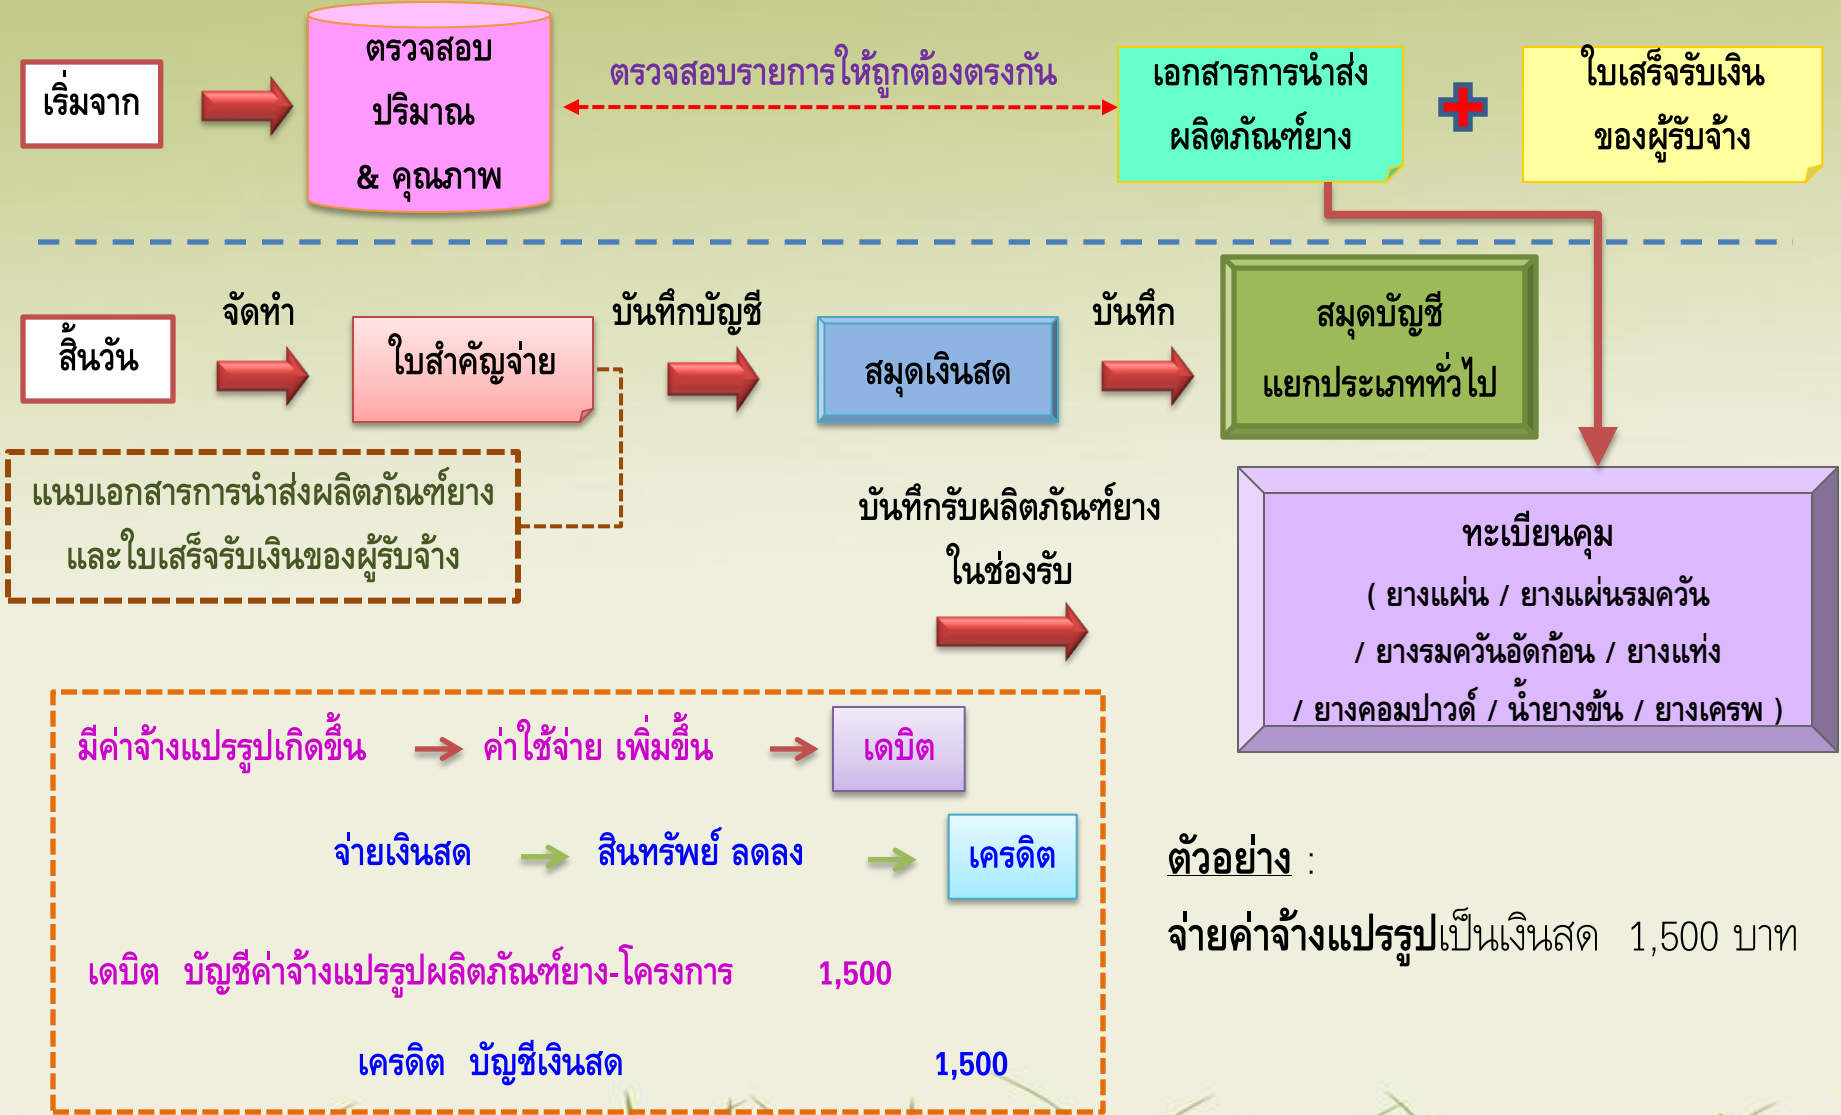 เริ่มจาก
ตรวจสอบ
ปริมาณ
& คุณภาพ
ตรวจสอบรายการให้ถูกต้องตรงกัน
เอกสารการนำส่ง
ผลิตภัณฑ์ยาง
ใบเสร็จรับเงิน
ของผู้รับจ้าง
สิ้นวัน
จัดทำ
ใบสำคัญจ่าย
บันทึกบัญชี
สมุดเงินสด
บันทึก
สมุดบัญชี
แยกประเภททั่วไป
แนบเอกสารการนำส่งผลิตภัณฑ์ยาง
และใบเสร็จรับเงินของผู้รับจ้าง
บันทึกรับผลิตภัณฑ์ยาง
ในช่องรับ
ทะเบียนคุม
( ยางแผ่น / ยางแผ่นรมควัน
/ ยางรมควันอัดก้อน / ยางแท่ง
/ ยางคอมปาวด์ / น้ำยางข้น / ยางเครพ )
มีค่าจ้างแปรรูปเกิดขึ้น ค่าใช้จ่าย เพิ่มขึ้น เดบิต
จ่ายเงินสด สินทรัพย์ ลดลง เครดิต
เดบิต บัญชีค่าจ้างแปรรูปผลิตภัณฑ์ยาง-โครงการ 1,500
เครดิต บัญชีเงินสด 1,500
ตัวอย่าง :
จ่ายค่าจ้างแปรรูปเป็นเงินสด 1,500 บาท